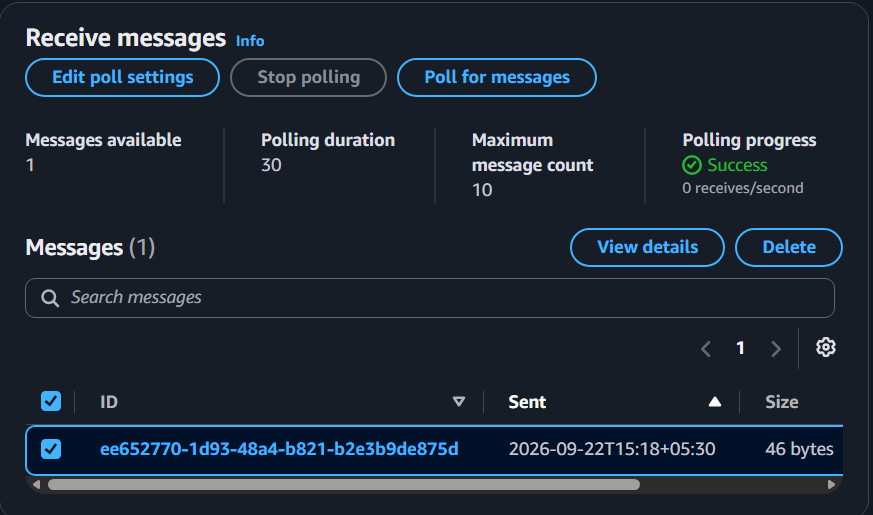 Receive messages Info
Edit poll settings Stop polling Poll for messages
Messages available
1
Polling duration
30
Maximum
message count
10
Polling progress
Success
0 receives/second
Messages (1) View details Delete
Search messages
1
ID Sent Size
ee652770-1d93-48a4-b821-b2e3b9de875d 2026-09-22T15:18+05:30 46 bytes